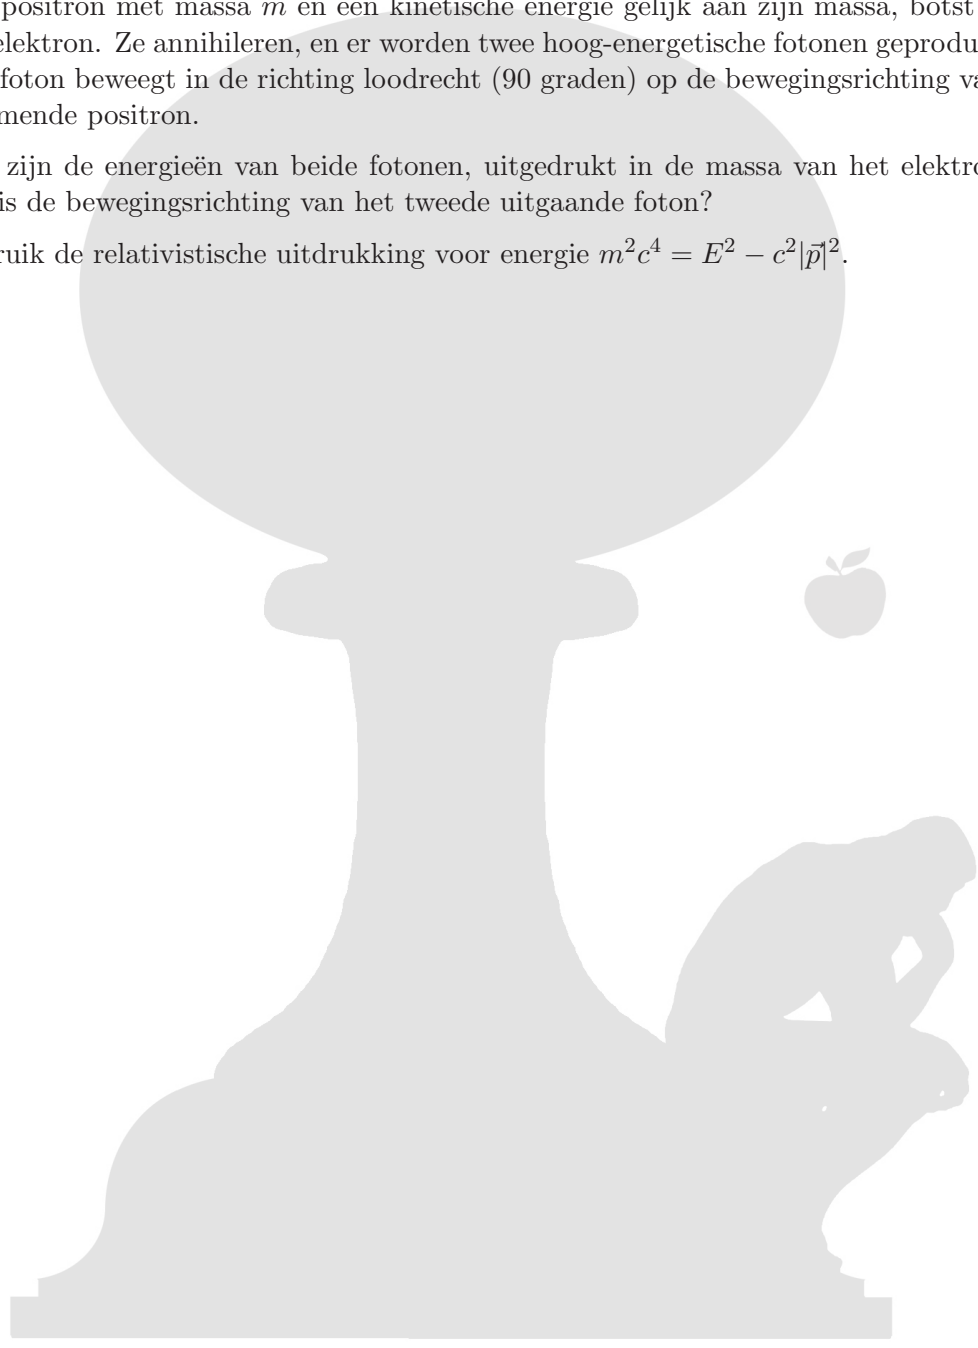 positron met massa m en een kinetische energie gelijk aan zijn massa, botst
elektron. Ze annihileren, en er worden twee hoog-energetische fotonen geprodu
foton beweegt in de richting loodrecht (90 graden) op de bewegingsrichting va
mende positron.
zijn de energieën van beide fotonen, uitgedrukt in de massa van het elektro
is de bewegingsrichting van het tweede uitgaande foton?
ruik de relativistische uitdrukking voor energie m²c⁴ = E² − c²|p⃗|².